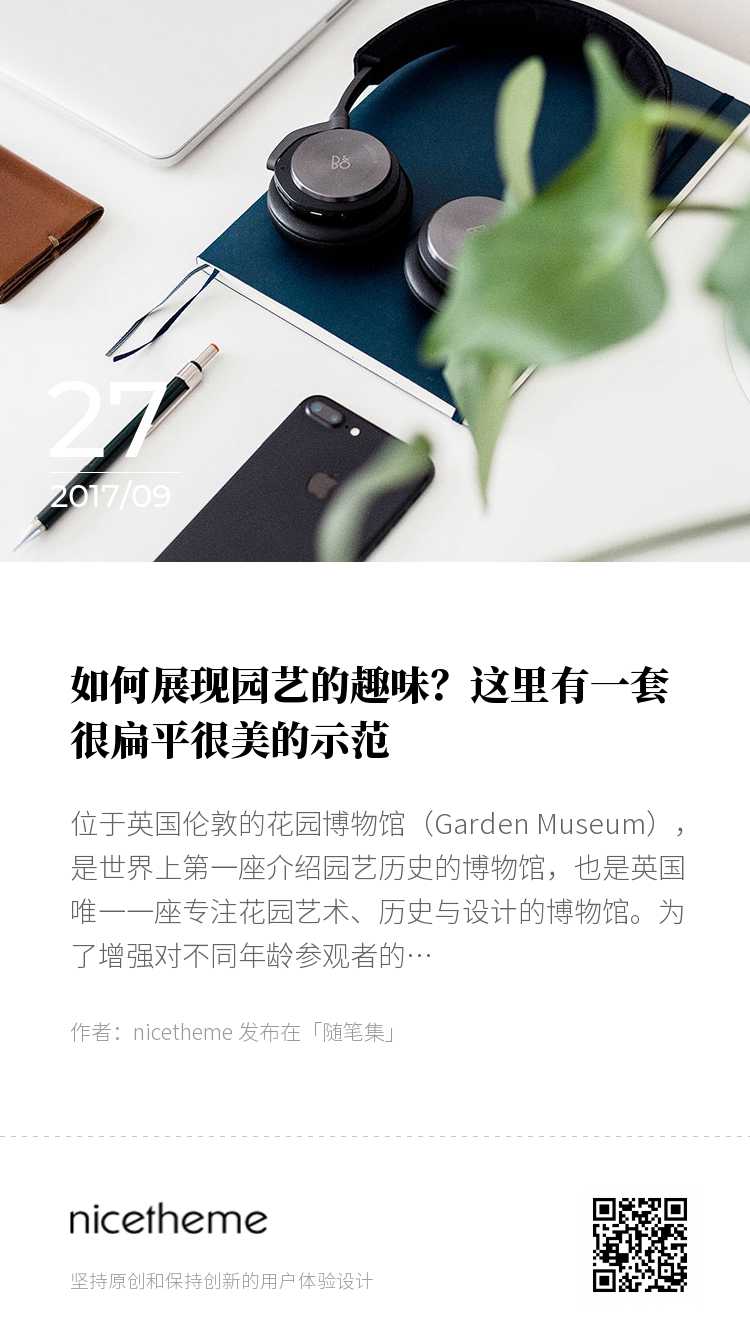 B&O
27
2017/09
如何展现园艺的趣味？这里有一套
很扁平很美的示范
位于英国伦敦的花园博物馆（Garden Museum），
是世界上第一座介绍园艺历史的博物馆，也是英国
唯一一座专注花园艺术、历史与设计的博物馆。为
了增强对不同年龄参观者的…
作者：nicetheme 发布在「随笔集」
nicetheme
坚持原创和保持创新的用户体验设计